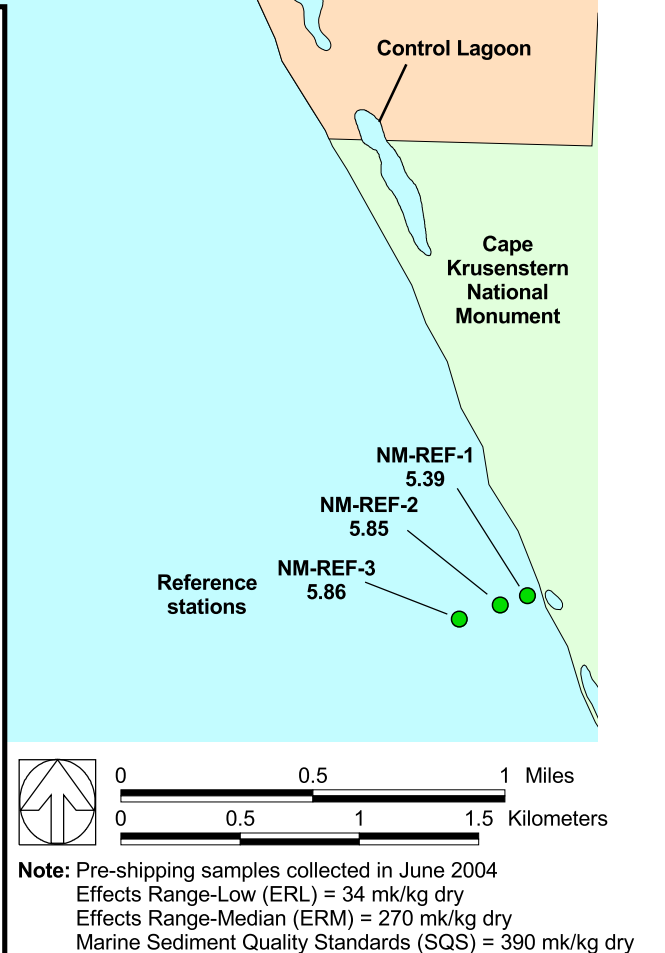 Control Lagoon
Cape
Krusenstern
National
Monument
NM-REF-1
5.39
NM-REF-2
5.85
NM-REF-3
5.86
Reference
stations
0 0.5 1 Miles
0 0.5 1 1.5 Kilometers
Note: Pre-shipping samples collected in June 2004
Effects Range-Low (ERL) = 34 mk/kg dry
Effects Range-Median (ERM) = 270 mk/kg dry
Marine Sediment Quality Standards (SQS) = 390 mk/kg dry